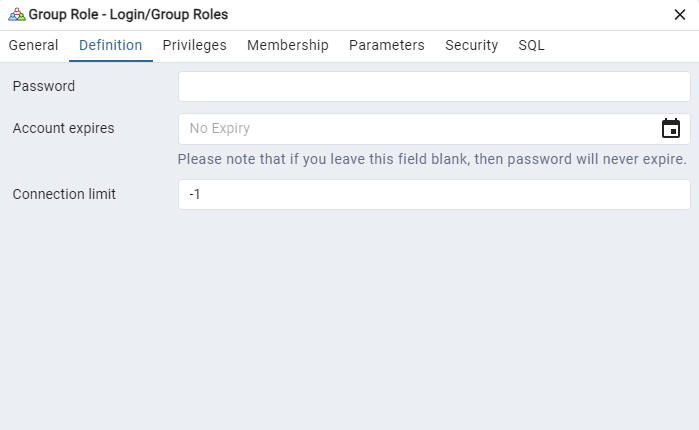 Group Role - Login/Group Roles
General Definition Privileges Membership Parameters Security SQL
Password
Account expires No Expiry
Please note that if you leave this field blank, then password will never expire.
Connection limit -1